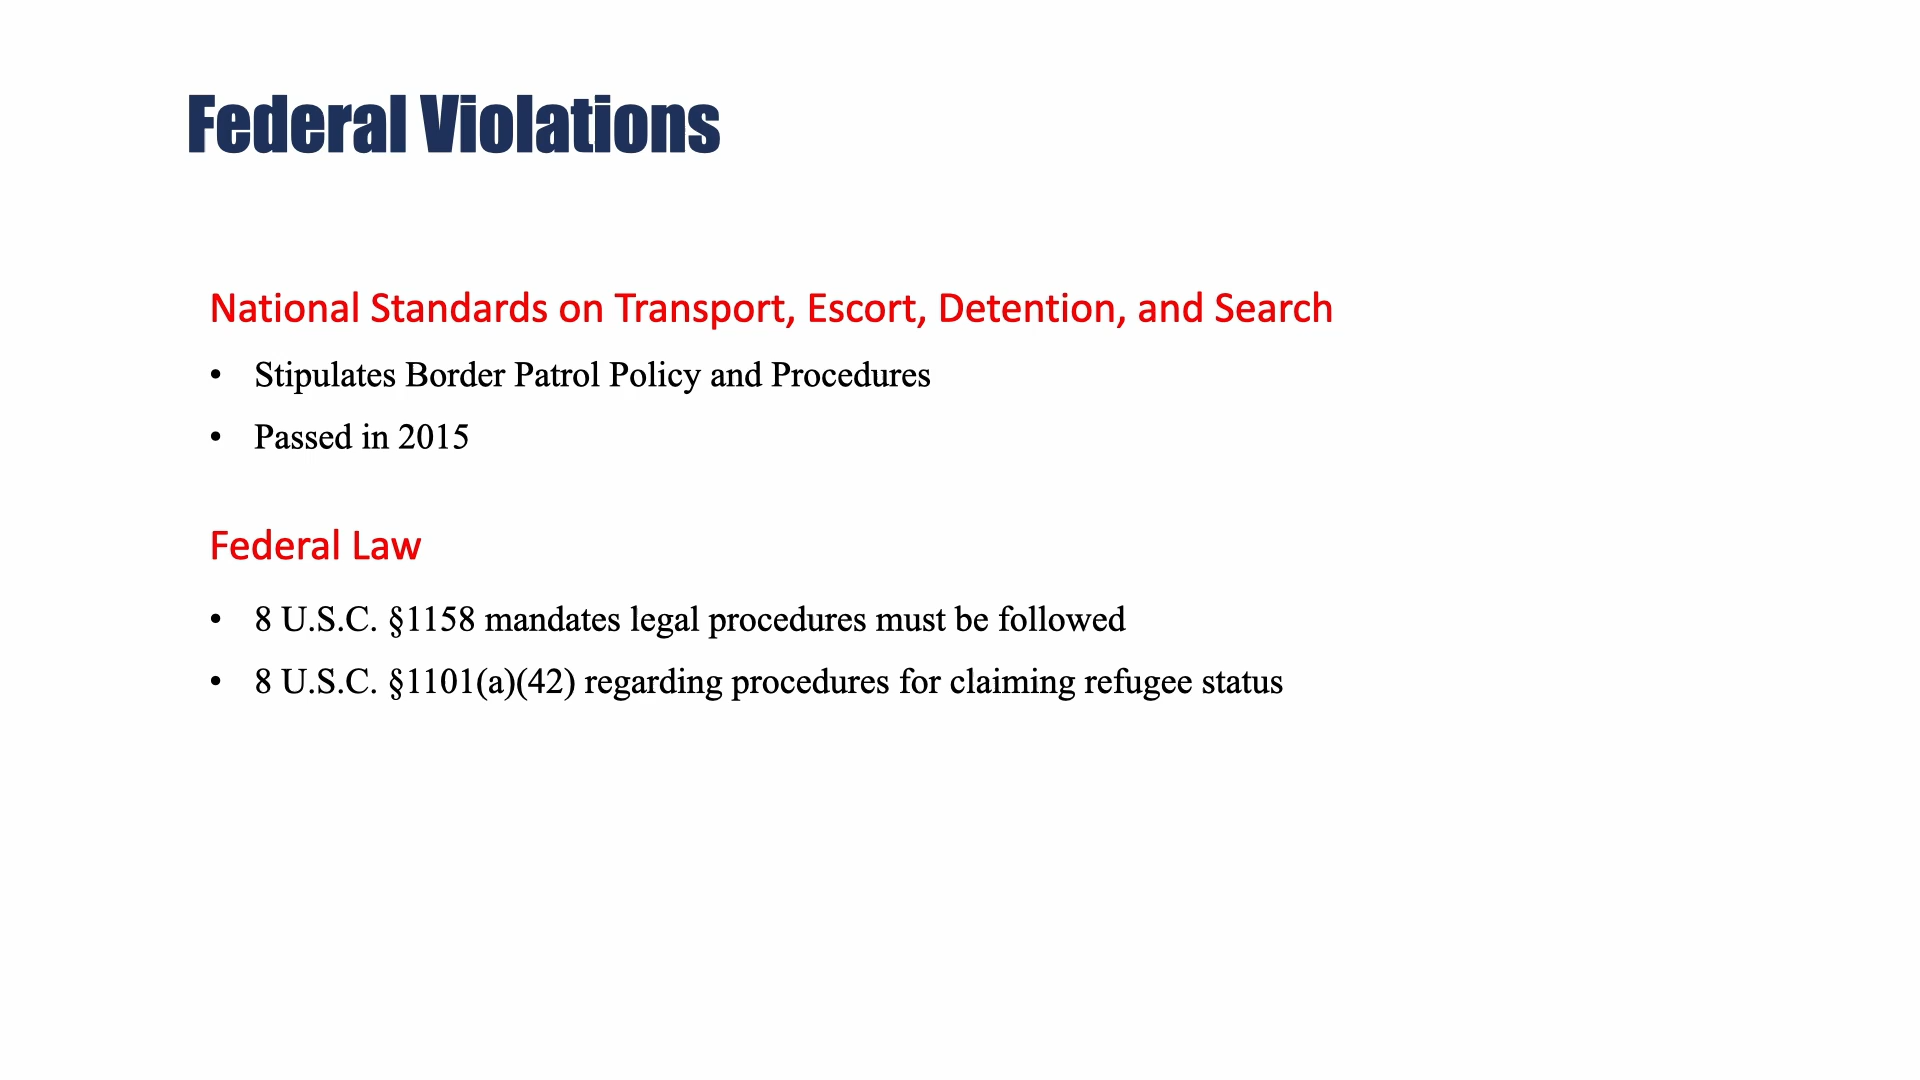 Federal Violations
National Standards on Transport, Escort, Detention, and Search
• Stipulates Border Patrol Policy and Procedures
• Passed in 2015
Federal Law
• 8 U.S.C. §1158 mandates legal procedures must be followed
• 8 U.S.C. §1101(a)(42) regarding procedures for claiming refugee status